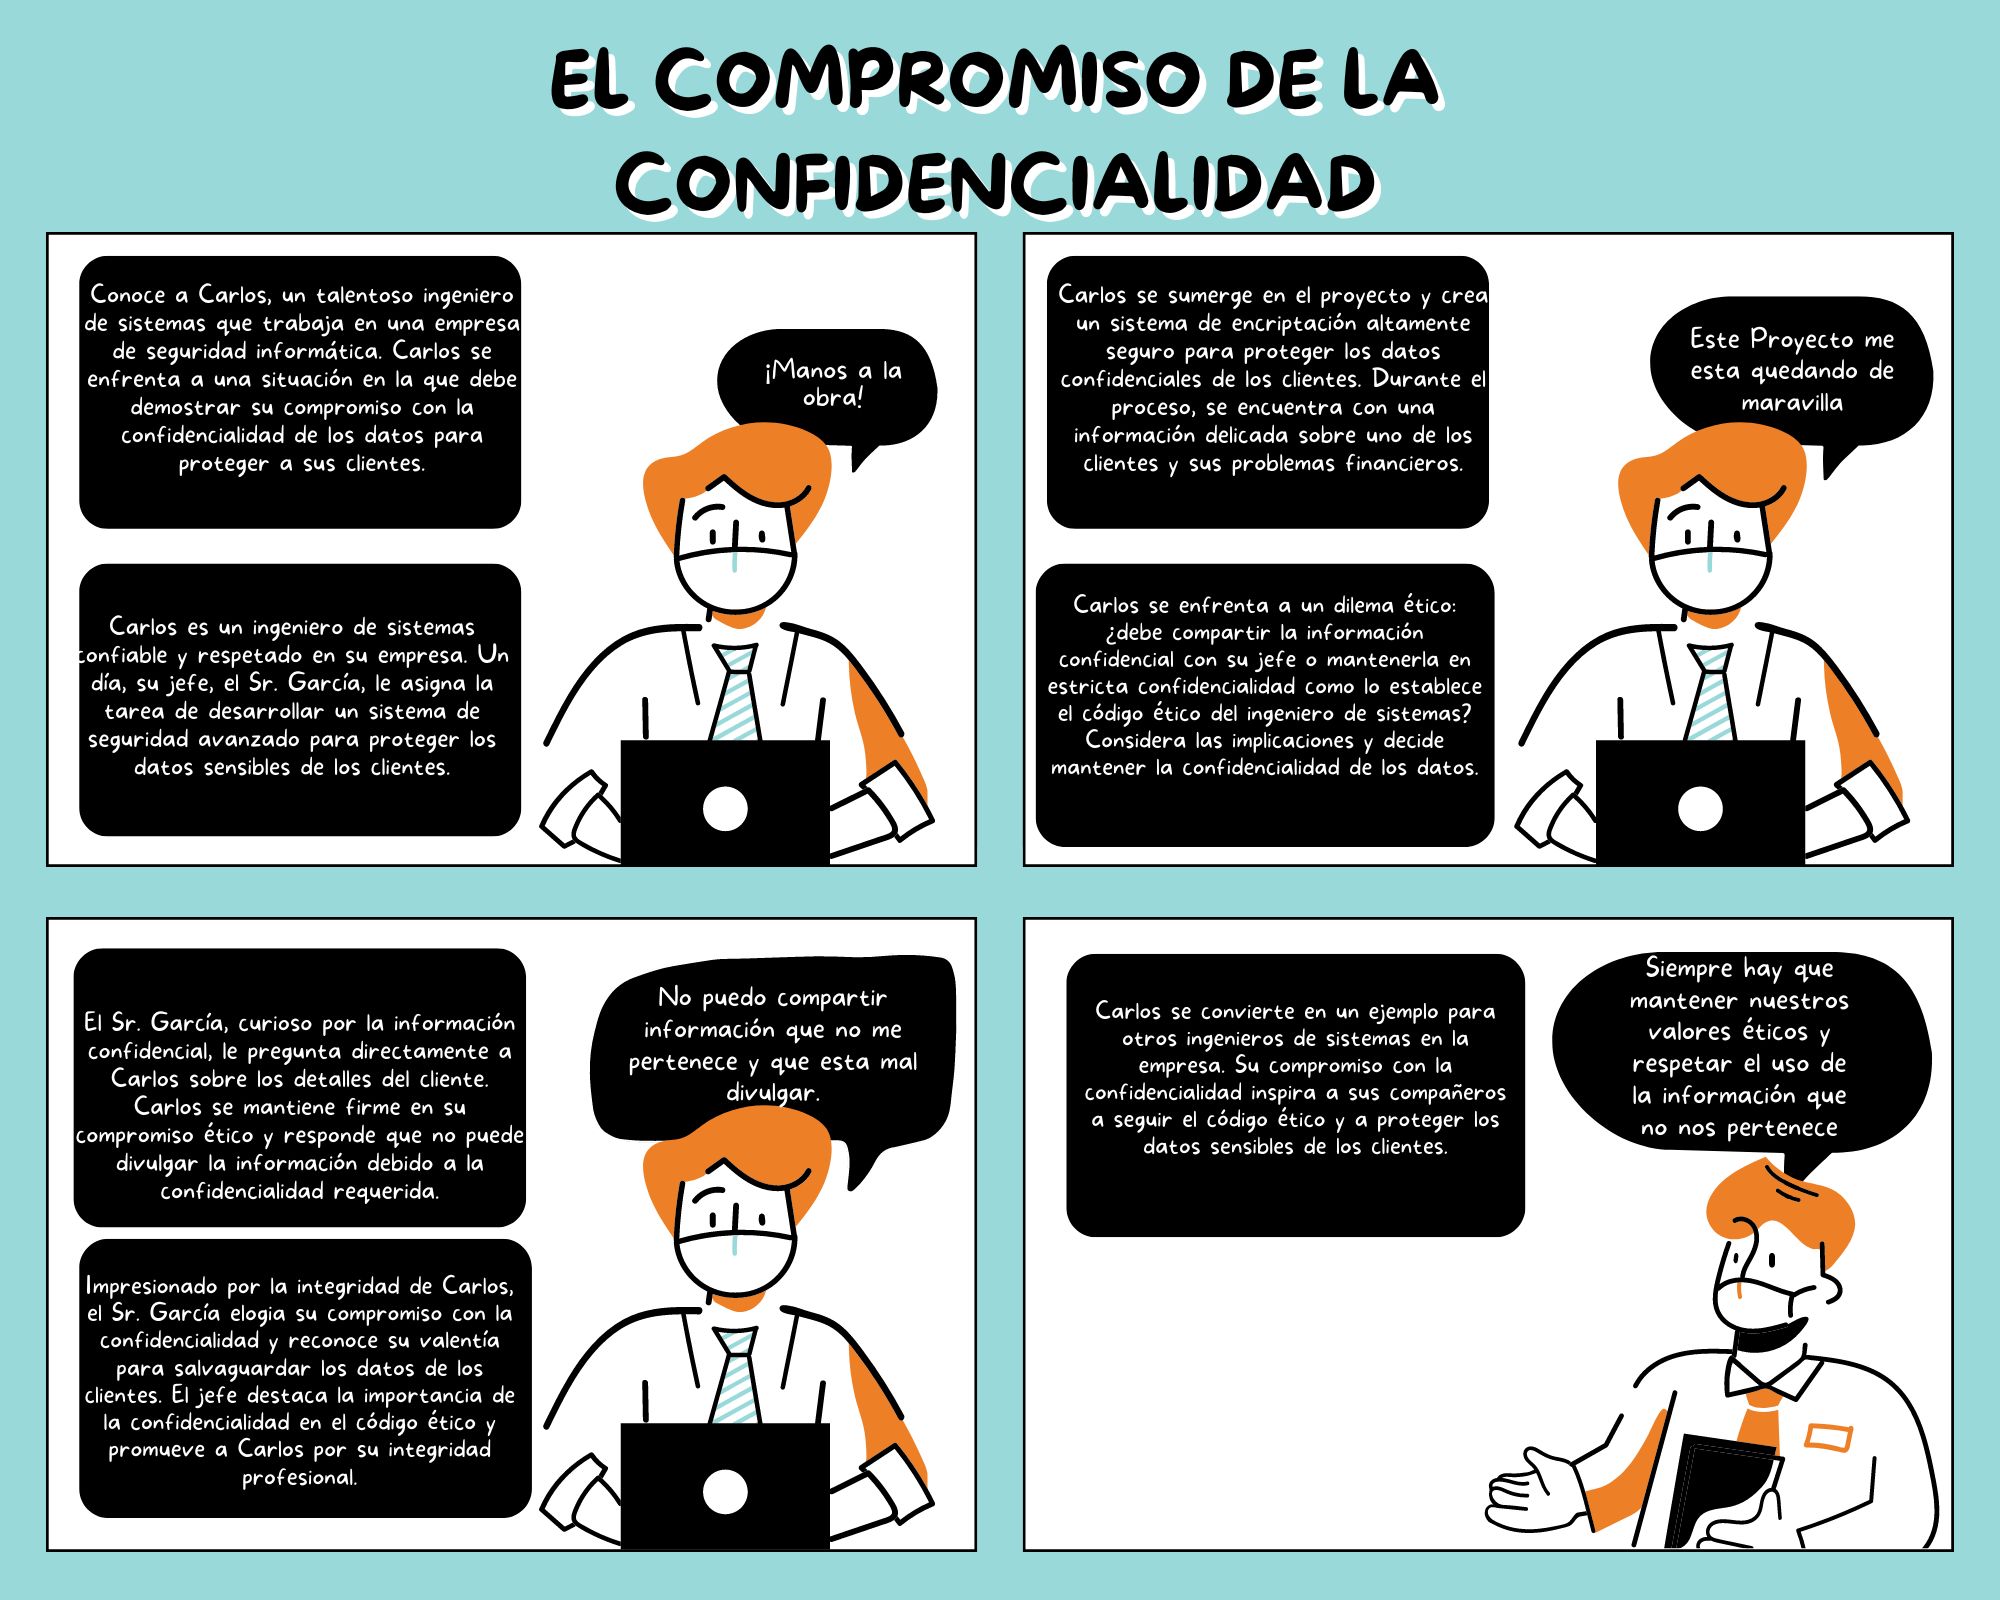 EL COMPROMISO DE LA
CONFIDENCIALIDAD
Conoce a Carlos, un talentoso ingeniero
de sistemas que trabaja en una empresa
de seguridad informática. Carlos se
enfrenta a una situación en la que debe
demostrar su compromiso con la
confidencialidad de los datos para
proteger a sus clientes.
¡Manos a la
obra!
Carlos es un ingeniero de sistemas
confiable y respetado en su empresa. Un
día, su jefe, el Sr. García, le asigna la
tarea de desarrollar un sistema de
seguridad avanzado para proteger los
datos sensibles de los clientes.
Carlos se sumerge en el proyecto y crea
un sistema de encriptación altamente
seguro para proteger los datos
confidenciales de los clientes. Durante el
proceso, se encuentra con una
información delicada sobre uno de los
clientes y sus problemas financieros.
Este Proyecto me
esta quedando de
maravilla
Carlos se enfrenta a un dilema ético:
¿debe compartir la información
confidencial con su jefe o mantenerla en
estricta confidencialidad como lo establece
el código ético del ingeniero de sistemas?
Considera las implicaciones y decide
mantener la confidencialidad de los datos.
El Sr. García, curioso por la información
confidencial, le pregunta directamente a
Carlos sobre los detalles del cliente.
Carlos se mantiene firme en su
compromiso ético y responde que no puede
divulgar la información debido a la
confidencialidad requerida.
No puedo compartir
información que no me
pertenece y que esta mal
divulgar.
Impresionado por la integridad de Carlos,
el Sr. García elogia su compromiso con la
confidencialidad y reconoce su valentía
para salvaguardar los datos de los
clientes. El jefe destaca la importancia de
la confidencialidad en el código ético y
promueve a Carlos por su integridad
profesional.
Carlos se convierte en un ejemplo para
otros ingenieros de sistemas en la
empresa. Su compromiso con la
confidencialidad inspira a sus compañeros
a seguir el código ético y a proteger los
datos sensibles de los clientes.
Siempre hay que
mantener nuestros
valores éticos y
respetar el uso de
la información que
no nos pertenece